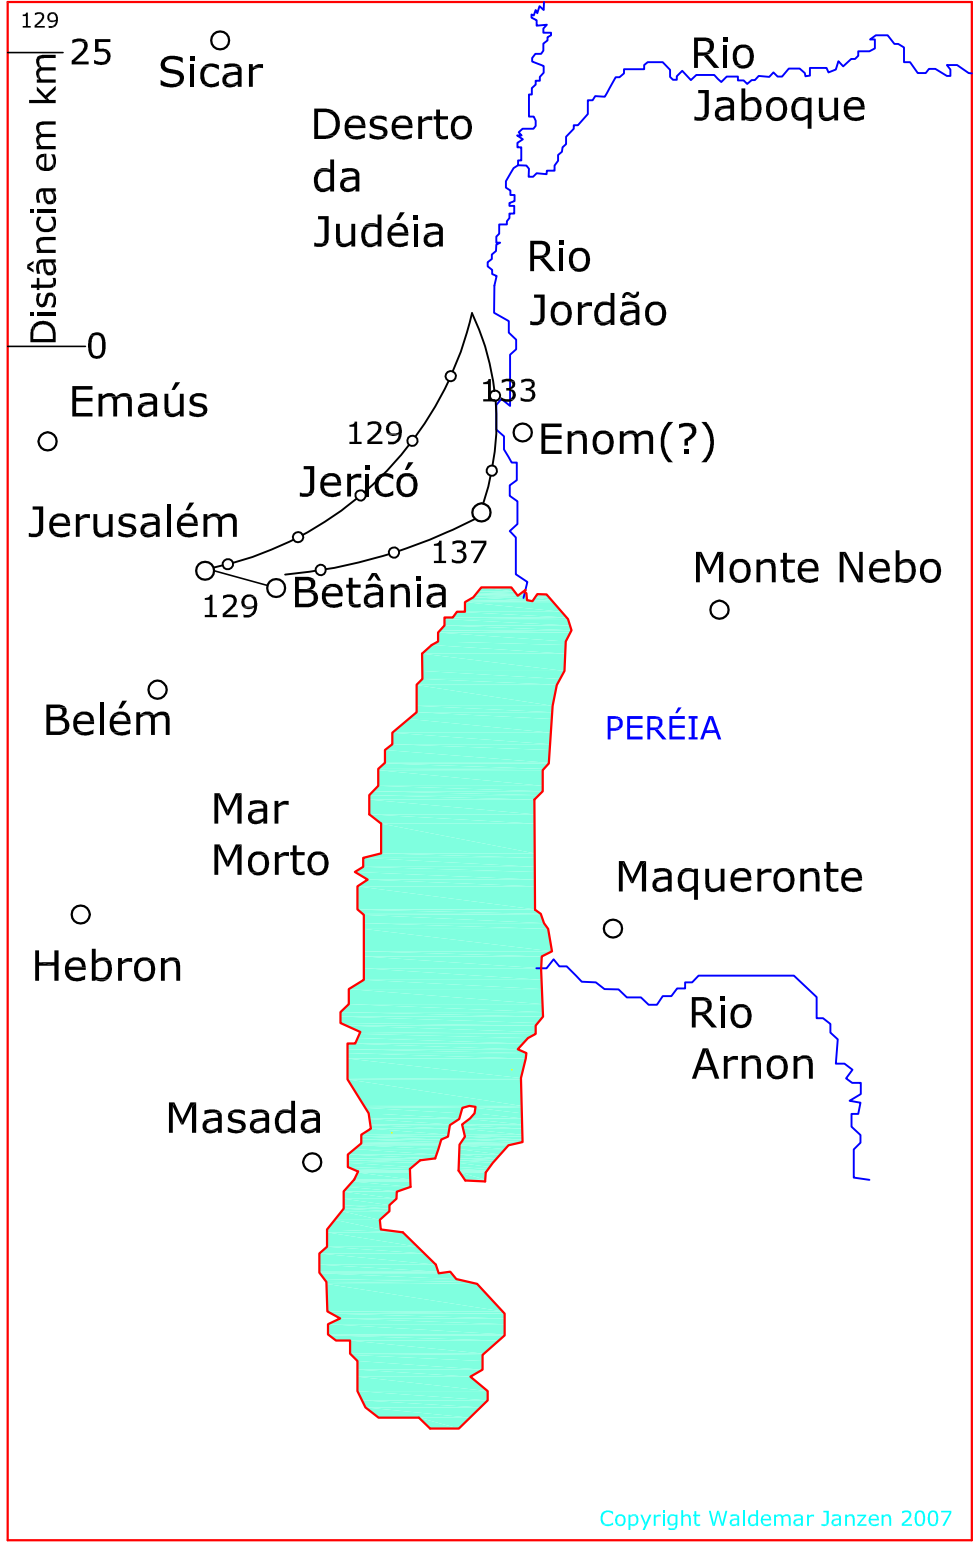 129
25
Distância em km
0
Sicar
Rio
Jaboque
Deserto
da
Judéia
Rio
Jordão
133
Emaús
129
Enom(?)
Jericó
Jerusalém
137
Monte Nebo
Betânia
129
Belém
PERÉIA
Mar
Morto
Maqueronte
Hebron
Rio
Arnon
Masada
Copyright Waldemar Janzen 2007